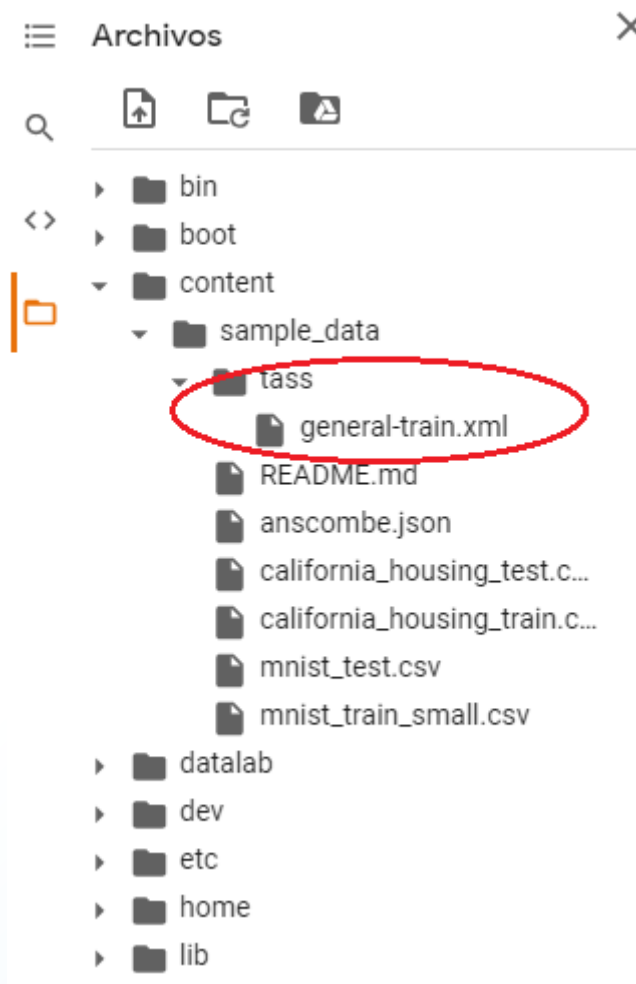 Archivos
bin
boot
content
sample_data
tass
general-train.xml
README.md
anscombe.json
california_housing_test.c...
california_housing_train.c...
mnist_test.csv
mnist_train_small.csv
datalab
dev
etc
home
lib